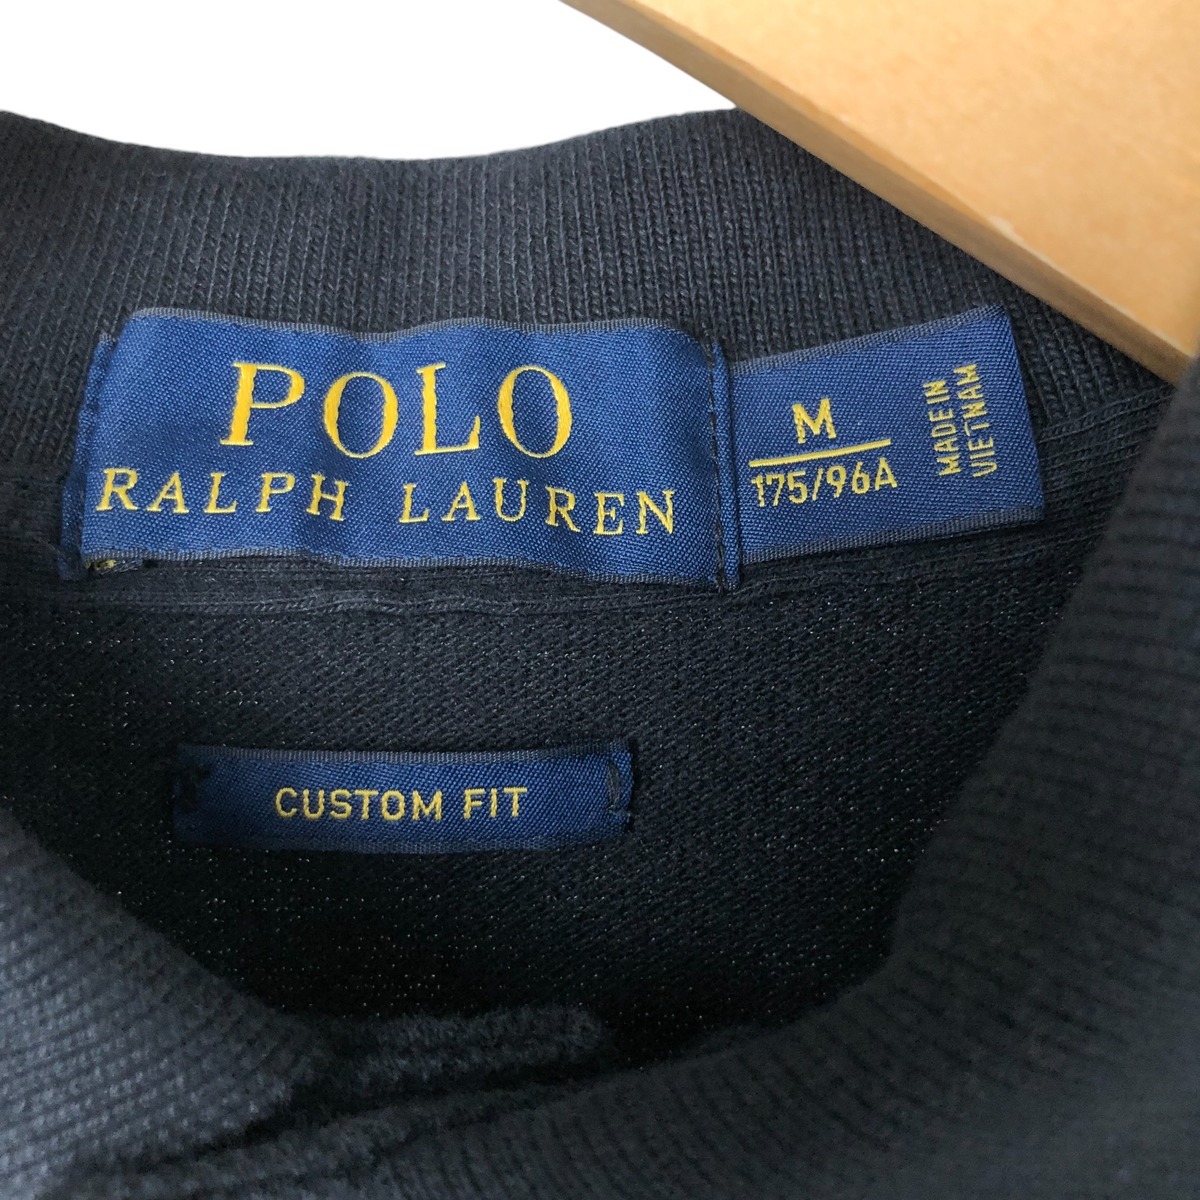 POLO
RALPH LAUREN
M
175/96A
MADE IN
VIETNAM
CUSTOM FIT